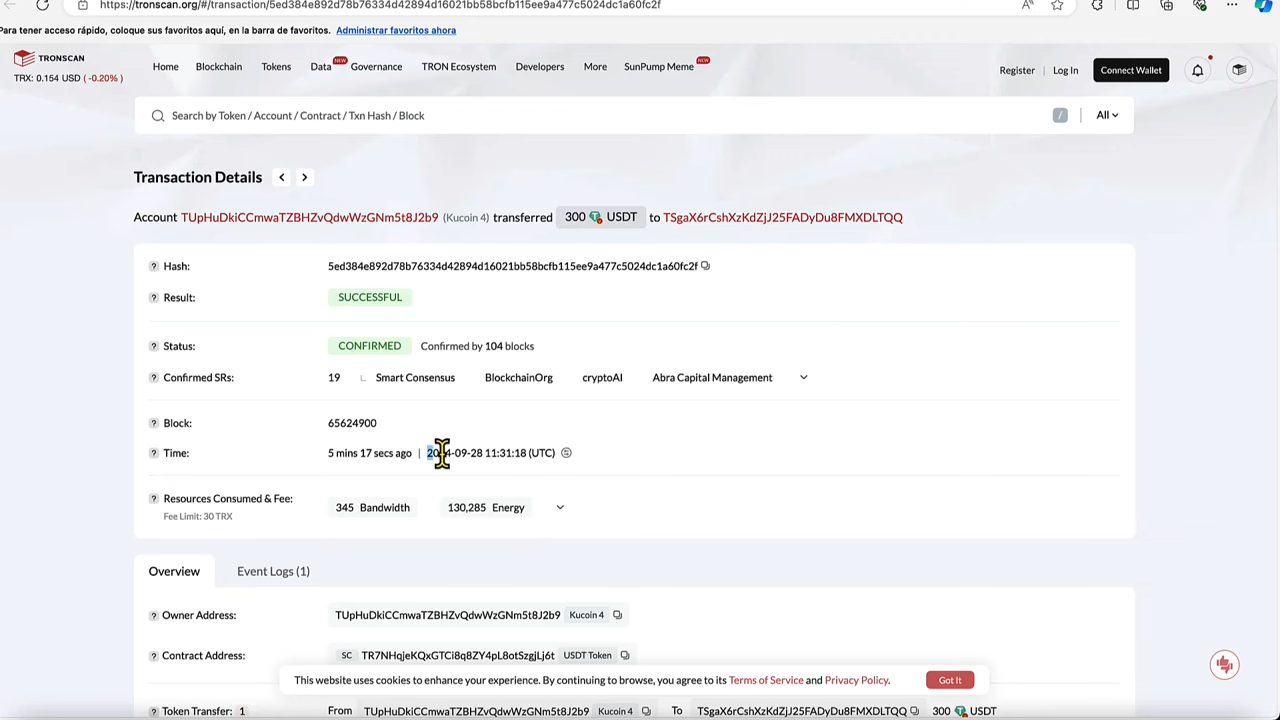 https://tronscan.org/#/transaction/5ed384e892d78b76334d42894d16021bb58bcfb115ee9a477c5024dc1a60fc2f
Para tener acceso rápido, coloque sus favoritos aquí, en la barra de favoritos. Administrar favoritos ahora
TRONSCAN
TRX: 0.154 USD (-0.20%)
Home Blockchain Tokens Data NEW Governance TRON Ecosystem Developers More SunPump Meme NEW
Register | Log In Connect Wallet
Search by Token / Account / Contract / Txn Hash / Block / All
Transaction Details < >
Account TUpHuDkiCCmwaTZBHZvQdwWzGNm5t8J2b9 (Kucoin 4) transferred 300 USDT to TSgaX6rCshXzKdZjJ25FADyDu8FMXDLTQQ
? Hash: 5ed384e892d78b76334d42894d16021bb58bcfb115ee9a477c5024dc1a60fc2f
? Result: SUCCESSFUL
? Status: CONFIRMED Confirmed by 104 blocks
? Confirmed SRs: 19 Smart Consensus BlockchainOrg cryptoAI Abra Capital Management
? Block: 65624900
? Time: 5 mins 17 secs ago | 2024-09-28 11:31:18 (UTC)
? Resources Consumed & Fee: 345 Bandwidth 130,285 Energy
Fee Limit: 30 TRX
Overview Event Logs (1)
? Owner Address: TUpHuDkiCCmwaTZBHZvQdwWzGNm5t8J2b9 Kucoin 4
? Contract Address: SC TR7NHqjeKQxGTCi8q8ZY4pL8otSzgjLj6t USDT Token
This website uses cookies to enhance your experience. By continuing to browse, you agree to its Terms of Service and Privacy Policy. Got It
? Token Transfer: 1 From TUpHuDkiCCmwaTZBHZvQdwWzGNm5t8J2b9 Kucoin 4 To TSgaX6rCshXzKdZjJ25FADyDu8FMXDLTQQ 300 USDT